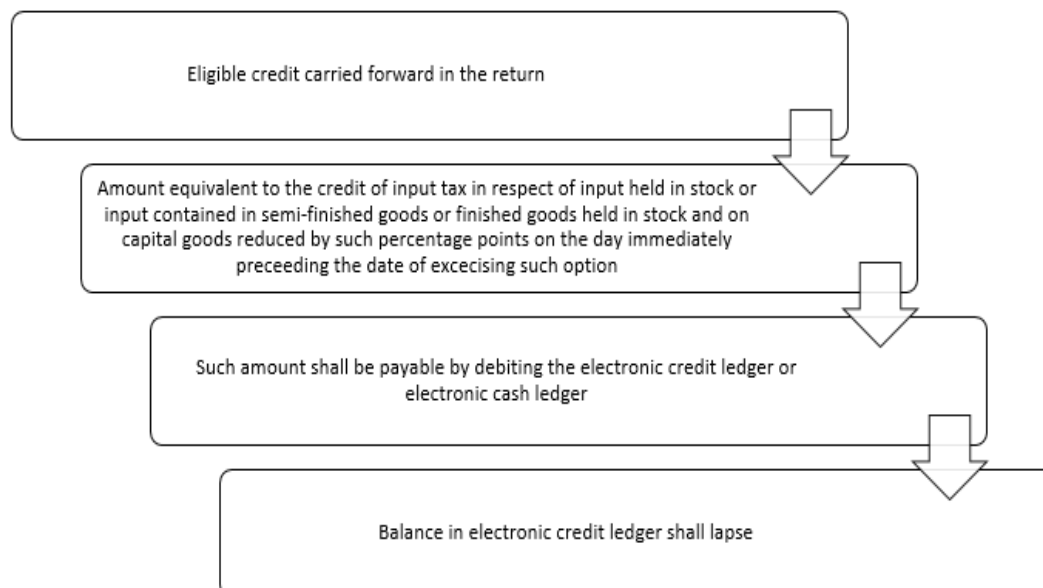 Eligible credit carried forward in the return
Amount equivalent to the credit of input tax in respect of input held in stock or
input contained in semi-finished goods or finished goods held in stock and on
capital goods reduced by such percentage points on the day immediately
preceeding the date of excecising such option
Such amount shall be payable by debiting the electronic credit ledger or
electronic cash ledger
Balance in electronic credit ledger shall lapse